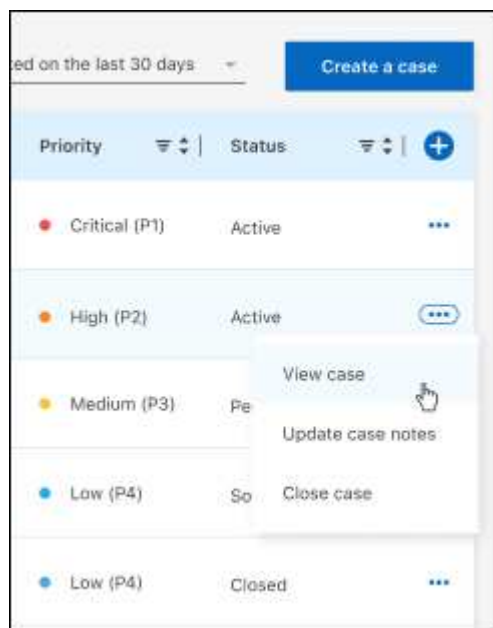 ted on the last 30 days
Create a case
Priority Status
Critical (P1) Active
High (P2) Active
View case
Medium (P3) Pe
Update case notes
Low (P4) So
Close case
Low (P4) Closed